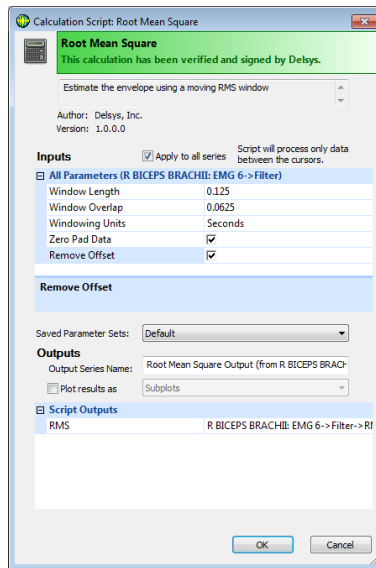 Calculation Script: Root Mean Square
Root Mean Square
This calculation has been verified and signed by Delsys.
Estimate the envelope using a moving RMS window
Author: Delsys, Inc.
Version: 1.0.0.0
Inputs
Apply to all series
Script will process only data
between the cursors.
All Parameters (R BICEPS BRACHII: EMG 6->Filter)
Window Length 0.125
Window Overlap 0.0625
Windowing Units Seconds
Zero Pad Data
Remove Offset
Remove Offset
Saved Parameter Sets: Default
Outputs
Output Series Name: Root Mean Square Output (from R BICEPS BRACH
Plot results as Subplots
Script Outputs
RMS R BICEPS BRACHII: EMG 6->Filter->RM
OK Cancel